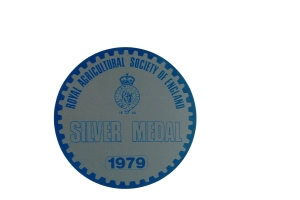 ROYAL AGRICULTURAL SOCIETY OF ENGLAND
SILVER MEDAL
1979